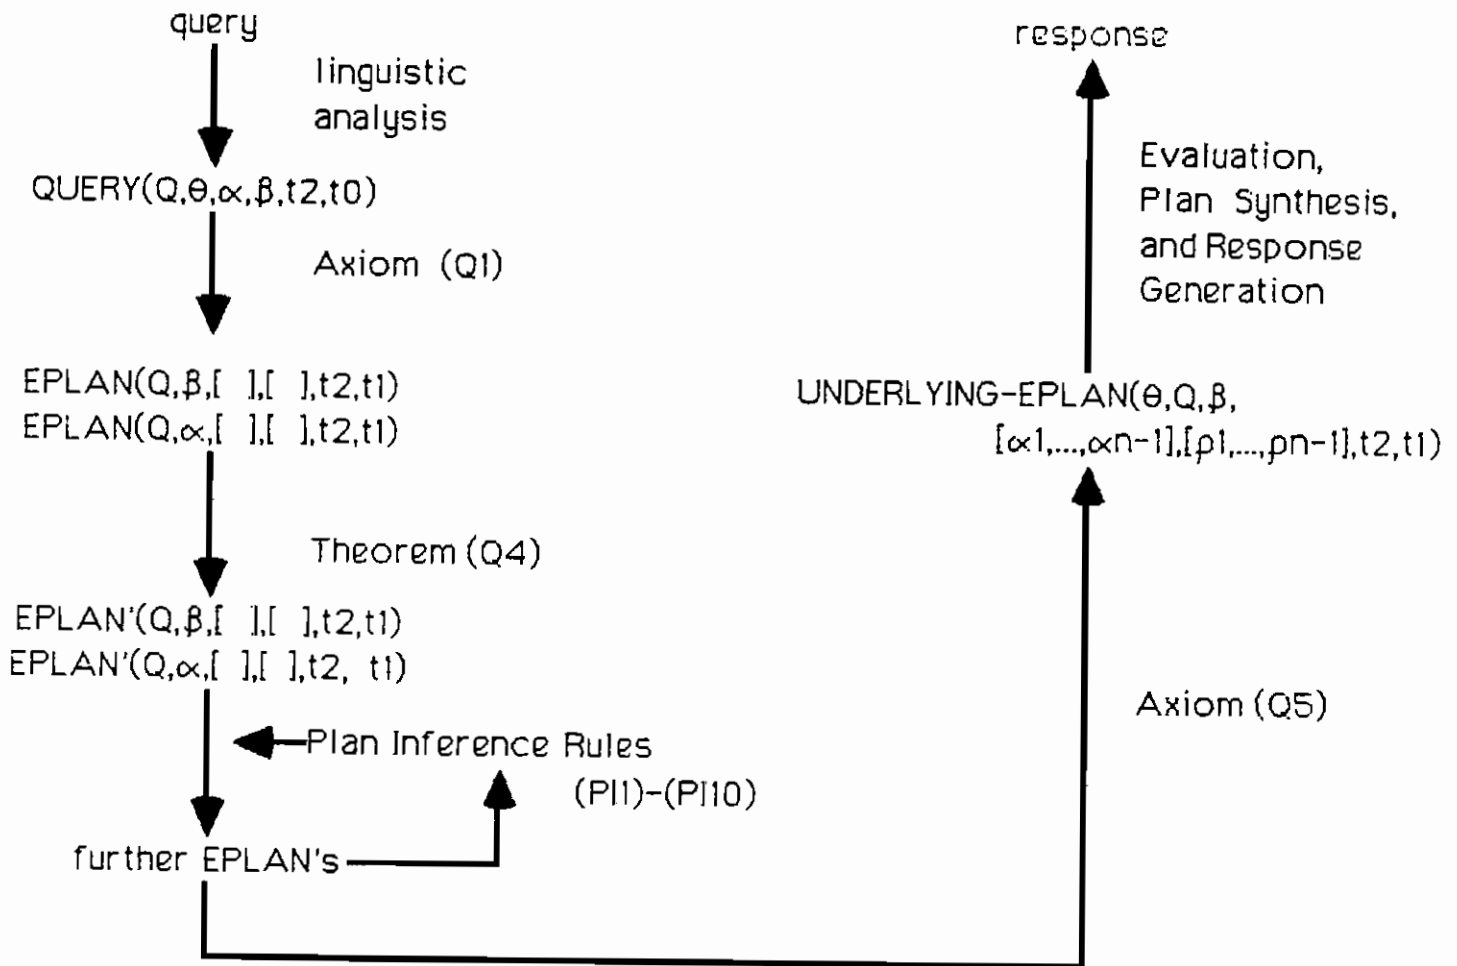 query
linguistic
analysis
QUERY(Q,θ,α,β,t2,t0)
Axiom (Q1)
EPLAN(Q,β,[ ],[ ],t2,t1)
EPLAN(Q,α,[ ],[ ],t2,t1)
Theorem (Q4)
EPLAN'(Q,β,[ ],[ ],t2,t1)
EPLAN'(Q,α,[ ],[ ],t2, t1)
Plan Inference Rules
(PI1)-(PI10)
further EPLAN's
response
Evaluation,
Plan Synthesis,
and Response
Generation
UNDERLYING-EPLAN(θ,Q,β,
[α1,...,αn-1],[ρ1,...,ρn-1],t2,t1)
Axiom (Q5)